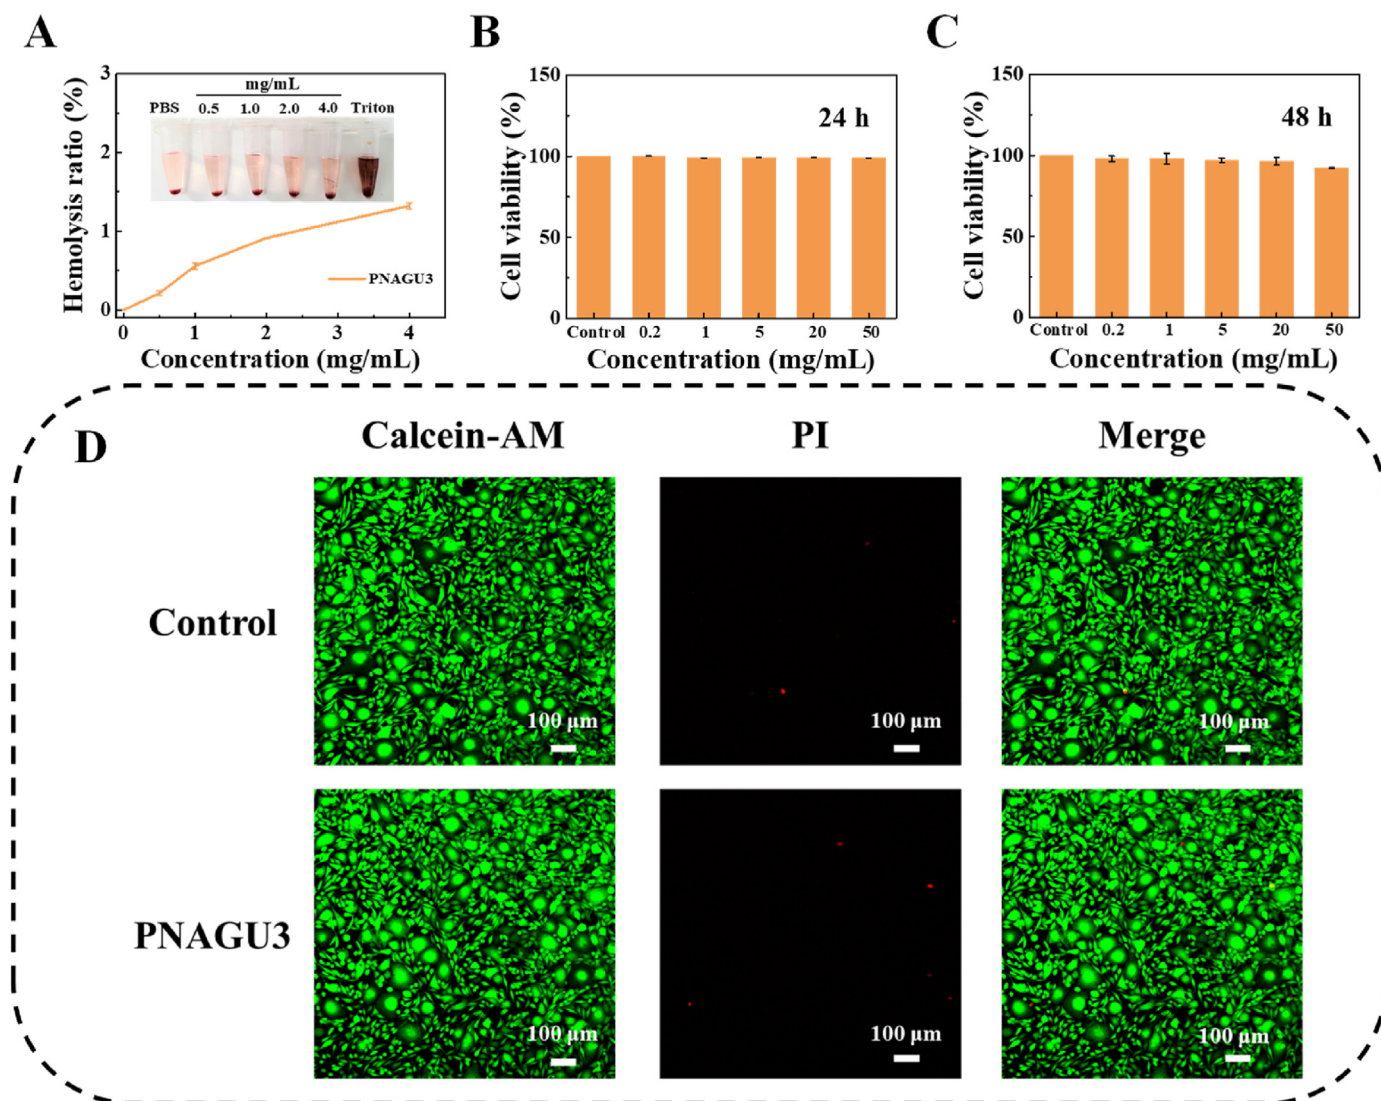 A
Hemolysis ratio (%)
3
2
1
0
mg/mL
PBS 0.5 1.0 2.0 4.0 Triton
PNAGU3
0 1 2 3 4
Concentration (mg/mL)
B
Cell viability (%)
150
100
50
0
24 h
Control 0.2 1 5 20 50
Concentration (mg/mL)
C
Cell viability (%)
150
100
50
0
48 h
Control 0.2 1 5 20 50
Concentration (mg/mL)
D
Calcein-AM PI Merge
Control
100 μm 100 μm 100 μm
PNAGU3
100 μm 100 μm 100 μm